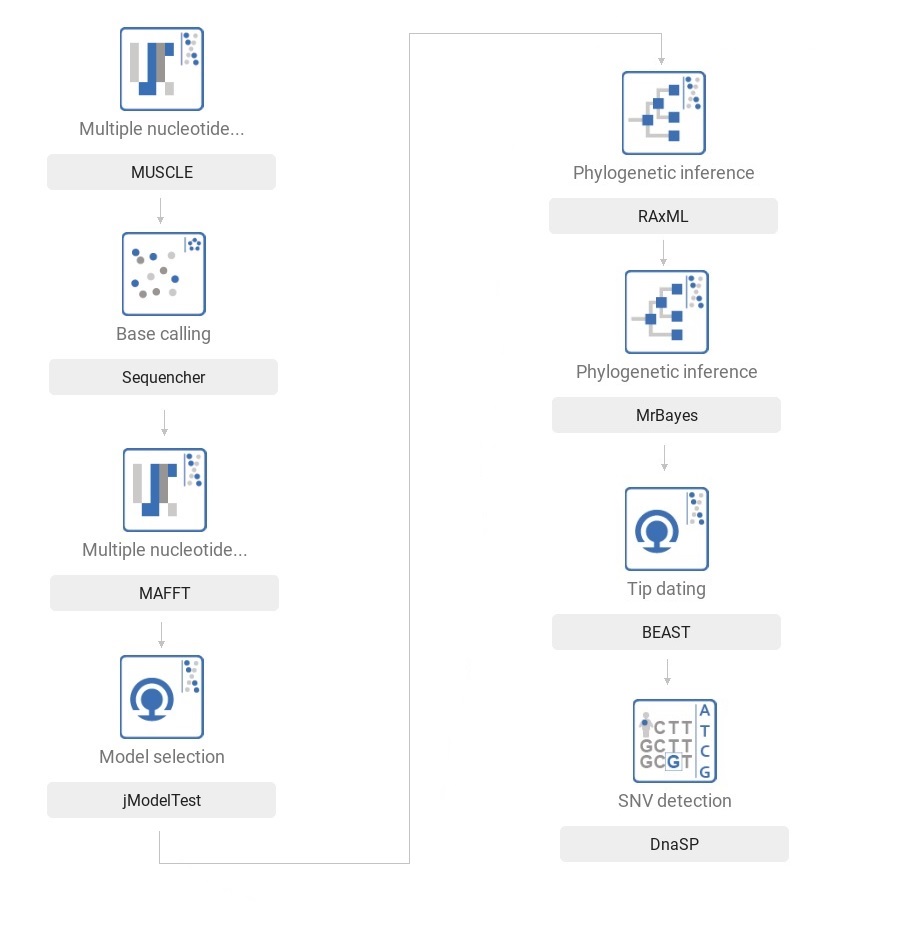 Multiple nucleotide...
MUSCLE
Base calling
Sequencher
Multiple nucleotide...
MAFFT
Model selection
jModelTest
Phylogenetic inference
RAxML
Phylogenetic inference
MrBayes
Tip dating
BEAST
CTT A
T
GCTT
C
GCGT
G
SNV detection
DnaSP